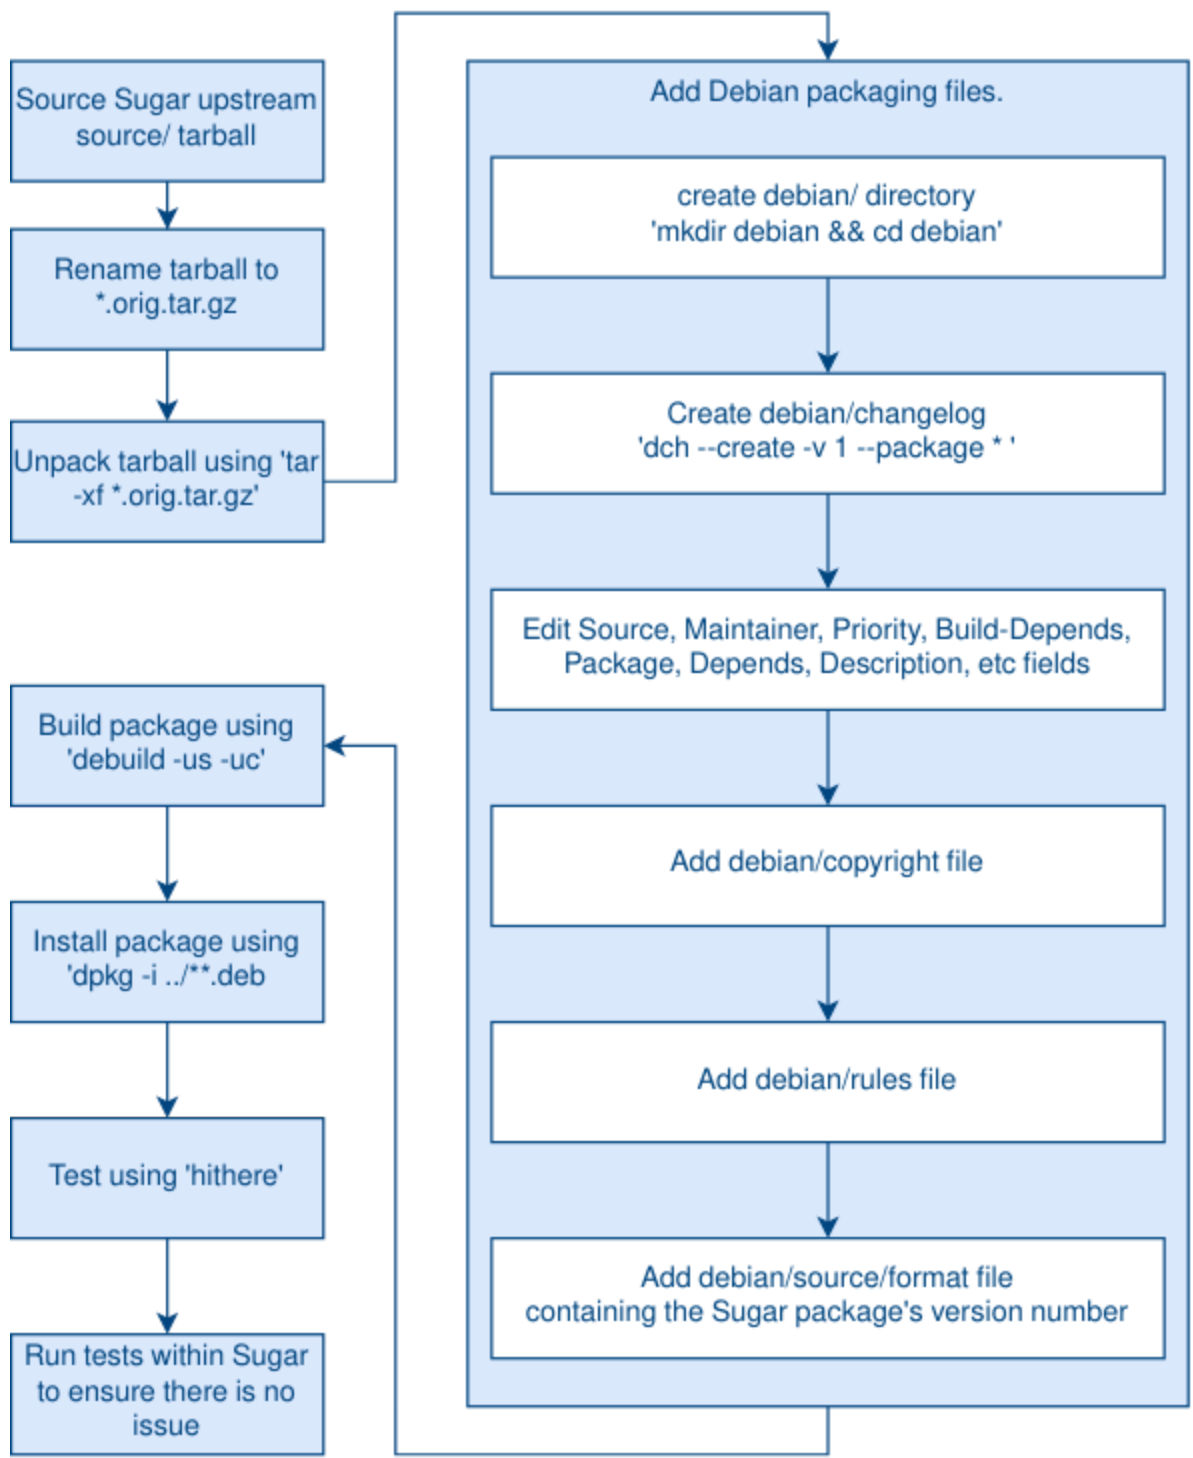 Source Sugar upstream
source/ tarball
Rename tarball to
*.orig.tar.gz
Unpack tarball using 'tar
-xf *.orig.tar.gz'
Add Debian packaging files.
create debian/ directory
'mkdir debian && cd debian'
Create debian/changelog
'dch --create -v 1 --package * '
Edit Source, Maintainer, Priority, Build-Depends,
Package, Depends, Description, etc fields
Add debian/copyright file
Add debian/rules file
Add debian/source/format file
containing the Sugar package's version number
Build package using
'debuild -us -uc'
Install package using
'dpkg -i ../**.deb
Test using 'hithere'
Run tests within Sugar
to ensure there is no
issue